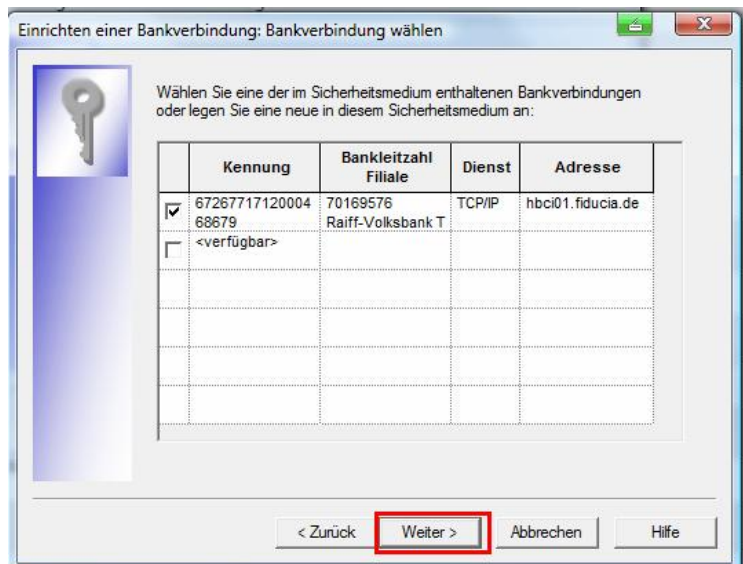 Einrichten einer Bankverbindung: Bankverbindung wählen
Wählen Sie eine der im Sicherheitsmedium enthaltenen Bankverbindungen
oder legen Sie eine neue in diesem Sicherheitsmedium an:
Kennung Bankleitzahl Filiale Dienst Adresse
67267717120004 70169576 TCP/IP hbci01.fiducia.de
68679 Raiff-Volksbank T
<verfügbar>
< Zurück Weiter > Abbrechen Hilfe